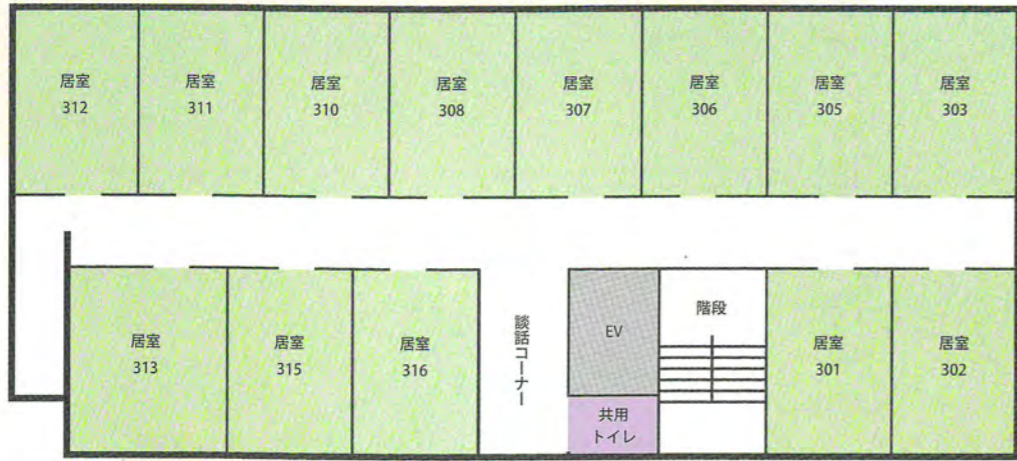 居室
312
居室
311
居室
310
居室
308
居室
307
居室
306
居室
305
居室
303
居室
313
居室
315
居室
316
談話コーナー
EV
共用
トイレ
階段
居室
301
居室
302